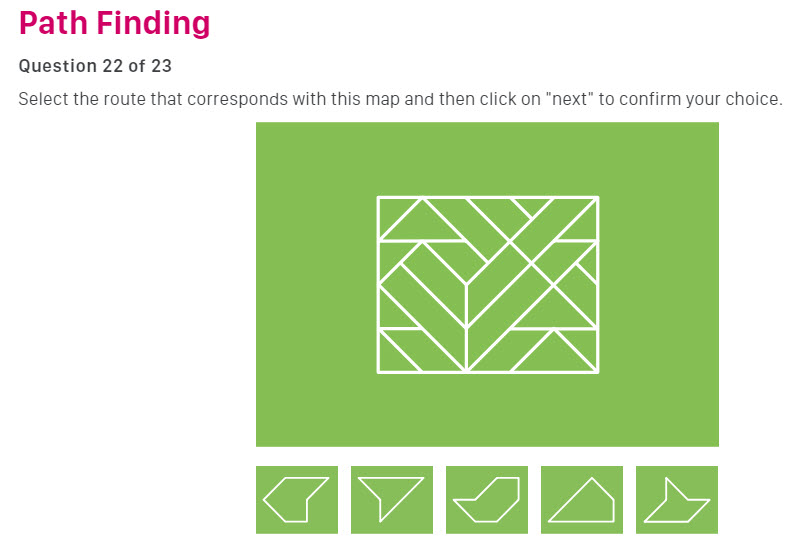 Path Finding
Question 22 of 23
Select the route that corresponds with this map and then click on "next" to confirm your choice.